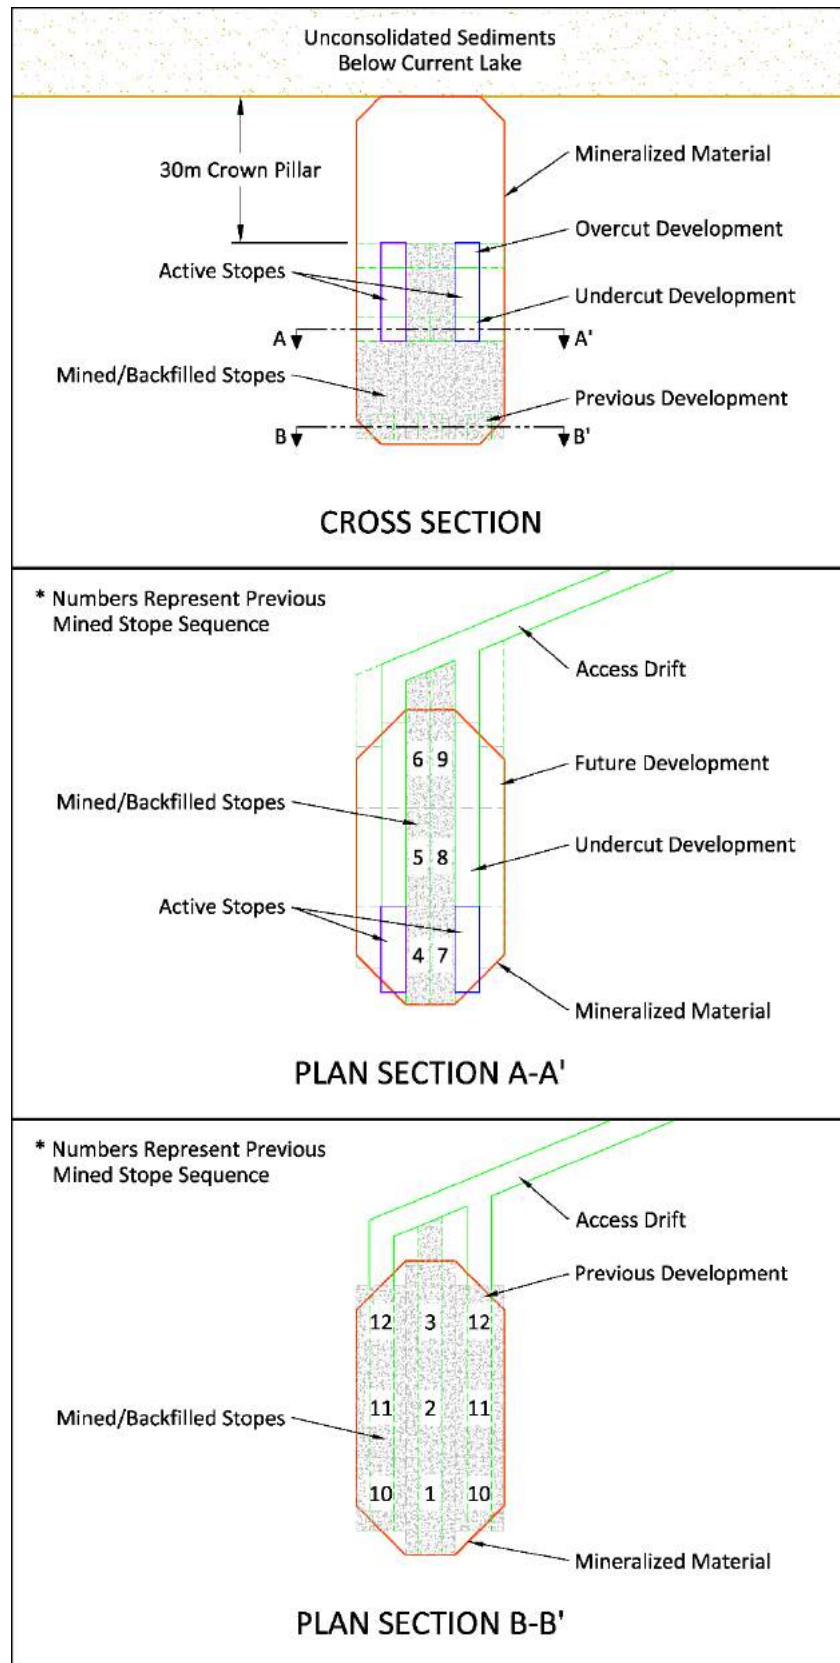 Unconsolidated Sediments
Below Current Lake
30m Crown Pillar
Mineralized Material
Overcut Development
Active Stopes
Undercut Development
A
A'
Mined/Backfilled Stopes
Previous Development
B
B'
CROSS SECTION
* Numbers Represent Previous
Mined Stope Sequence
Access Drift
6 9
Future Development
Mined/Backfilled Stopes
5 8
Undercut Development
Active Stopes
4 7
Mineralized Material
PLAN SECTION A-A'
* Numbers Represent Previous
Mined Stope Sequence
Access Drift
Previous Development
12 3 12
11 2 11
Mined/Backfilled Stopes
10 1 10
Mineralized Material
PLAN SECTION B-B'